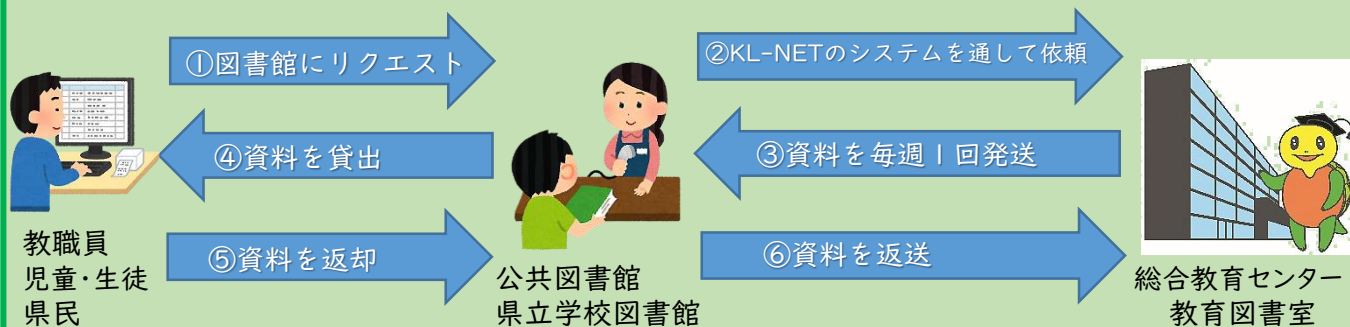 ①図書館にリクエスト
②KL-NETのシステムを通して依頼
④資料を貸出
③資料を毎週1回発送
⑤資料を返却
⑥資料を返送
教職員
児童・生徒
県民
公共図書館
県立学校図書館
総合教育センター
教育図書室